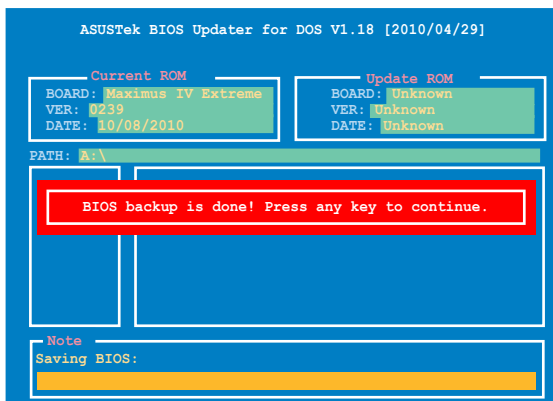 ASUSTek BIOS Updater for DOS V1.18 [2010/04/29]
Current ROM
BOARD: Maximus IV Extreme
VER: 0239
DATE: 10/08/2010
Update ROM
BOARD: Unknown
VER: Unknown
DATE: Unknown
PATH: A:\
BIOS backup is done! Press any key to continue.
Note
Saving BIOS: